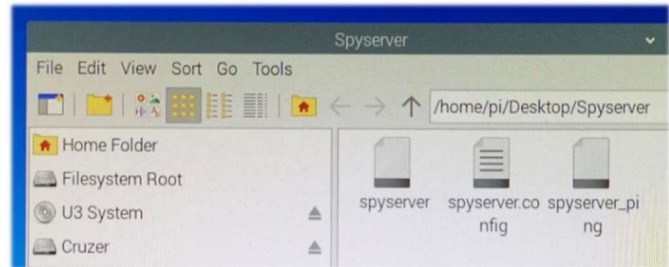 Spyserver
File Edit View Sort Go Tools
/home/pi/Desktop/Spyserver
Home Folder
Filesystem Root
U3 System
Cruzer
spyserver
spyserver.co
nfig
spyserver_pi
ng